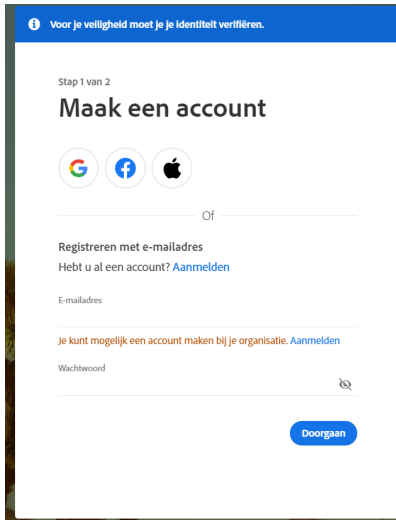 Voor je veiligheid moet je je identiteit verifiëren.
Stap 1 van 2
Maak een account
Of
Registreren met e-mailadres
Hebt u al een account? Aanmelden
E-mailadres
Je kunt mogelijk een account maken bij je organisatie. Aanmelden
Wachtwoord
Doorgaan